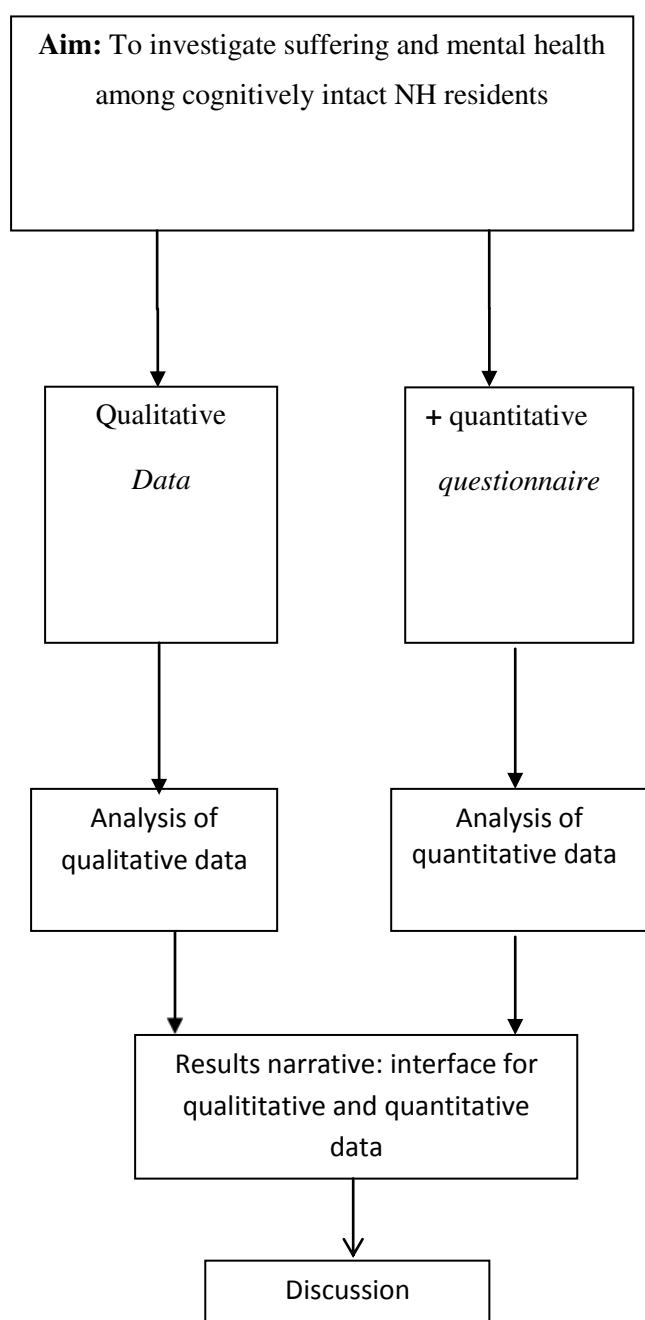 Aim: To investigate suffering and mental health
among cognitively intact NH residents
Qualitative
Data
+ quantitative
questionnaire
Analysis of
qualitative data
Analysis of
quantitative data
Results narrative: interface for
qualititative and quantitative
data
Discussion